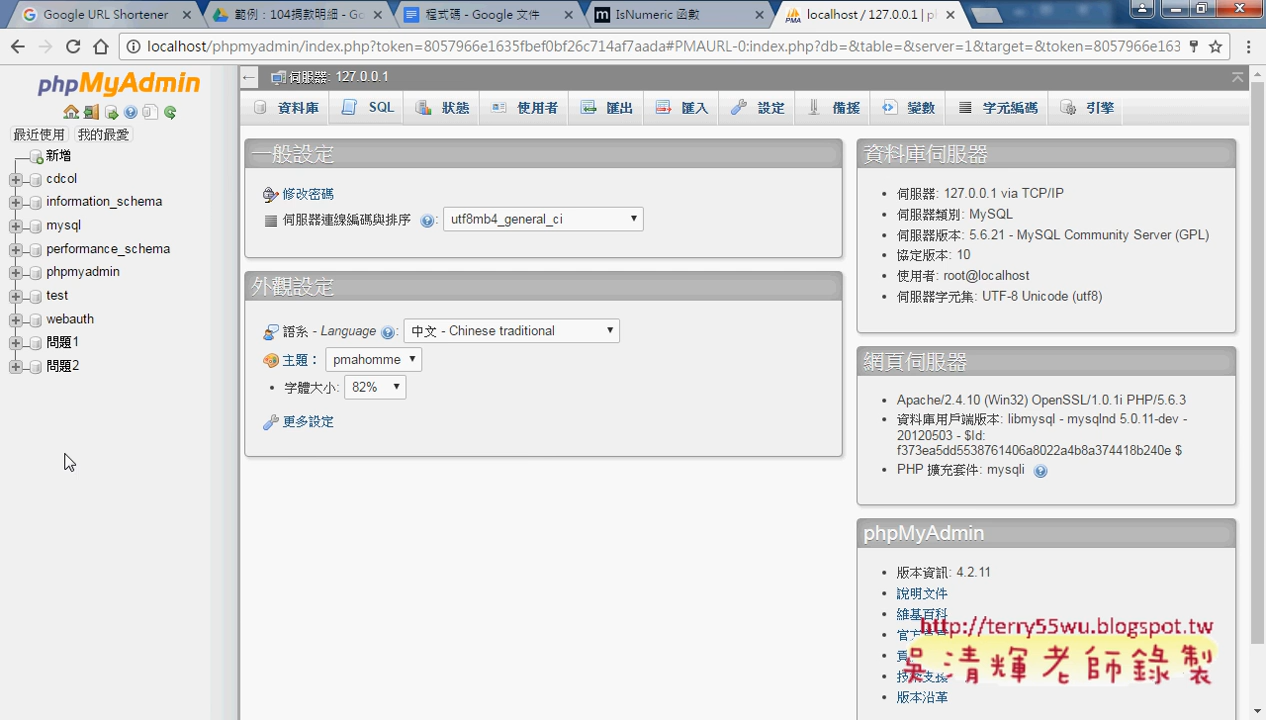 Google URL Shortener
範例：104捐款明細 - Go
程式碼 - Google 文件
IsNumeric 函數
localhost / 127.0.0.1 | p
localhost/phpmyadmin/index.php?token=8057966e1635fbef0bf26c714af7aada#PMAURL-0:index.php?db=&table=&server=1&target=&token=8057966e163
phpMyAdmin
最近使用 我的最愛
新增
cdcol
information_schema
mysql
performance_schema
phpmyadmin
test
webauth
問題1
問題2
伺服器: 127.0.0.1
資料庫 SQL 狀態 使用者 匯出 匯入 設定 備援 變數 字元編碼 引擎
一般設定
修改密碼
伺服器連線編碼與排序 : utf8mb4_general_ci
外觀設定
語系 - Language : 中文 - Chinese traditional
主題： pmahomme
• 字體大小: 82%
更多設定
資料庫伺服器
• 伺服器: 127.0.0.1 via TCP/IP
• 伺服器類別: MySQL
• 伺服器版本: 5.6.21 - MySQL Community Server (GPL)
• 協定版本: 10
• 使用者: root@localhost
• 伺服器字元集: UTF-8 Unicode (utf8)
網頁伺服器
• Apache/2.4.10 (Win32) OpenSSL/1.0.1i PHP/5.6.3
• 資料庫用戶端版本: libmysql - mysqlnd 5.0.11-dev -
20120503 - $Id:
f373ea5dd5538761406a8022a4b8a374418b240e $
• PHP 擴充套件: mysqli
phpMyAdmin
• 版本資訊: 4.2.11
• 說明文件
• 維基百科
http://terry55wu.blogspot.tw
吳清輝老師錄製
• 技術支援
• 版本沿革